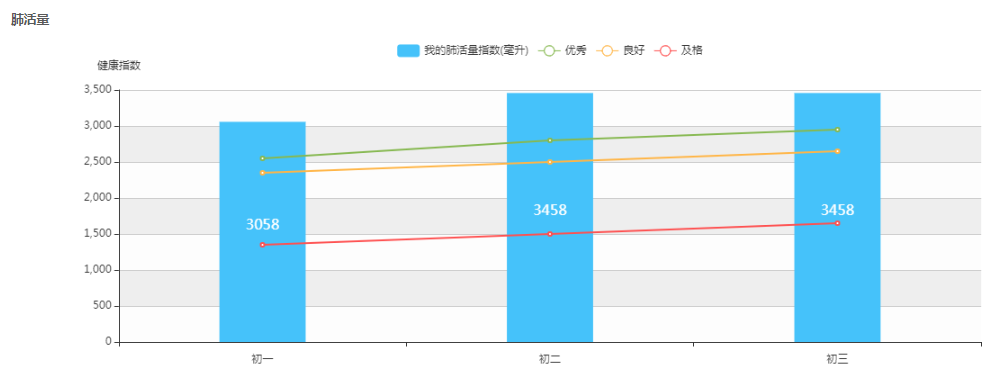 肺活量
我的肺活量指数(毫升) 优秀 良好 及格
健康指数
3,500
3,000
2,500
2,000
1,500
1,000
500
0
3058
3458
3458
初一
初二
初三